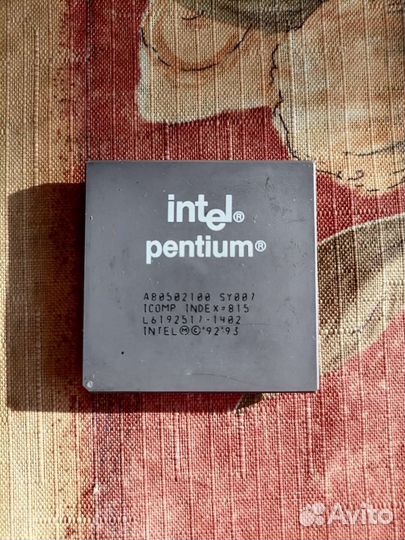 intel®
pentium®
A80502100 SY007
ICOMP INDEX=815
L6192517-1402
INTEL Ⓜ © '92'93
Avito